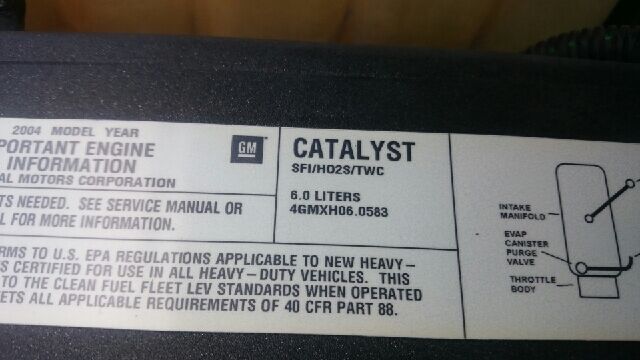 2004 MODEL YEAR
PORTANT ENGINE
INFORMATION
AL MOTORS CORPORATION
GM
CATALYST
SFI/HO2S/TWC
6.0 LITERS
4GMXH06.0583
TS NEEDED. SEE SERVICE MANUAL OR
L FOR MORE INFORMATION.
RMS TO U.S. EPA REGULATIONS APPLICABLE TO NEW HEAVY-
S CERTIFIED FOR USE IN ALL HEAVY-DUTY VEHICLES. THIS
TO THE CLEAN FUEL FLEET LEV STANDARDS WHEN OPERATED
ETS ALL APPLICABLE REQUIREMENTS OF 40 CFR PART 88.
INTAKE
MANIFOLD
EVAP
CANISTER
PURGE
VALVE
THROTTLE
BODY